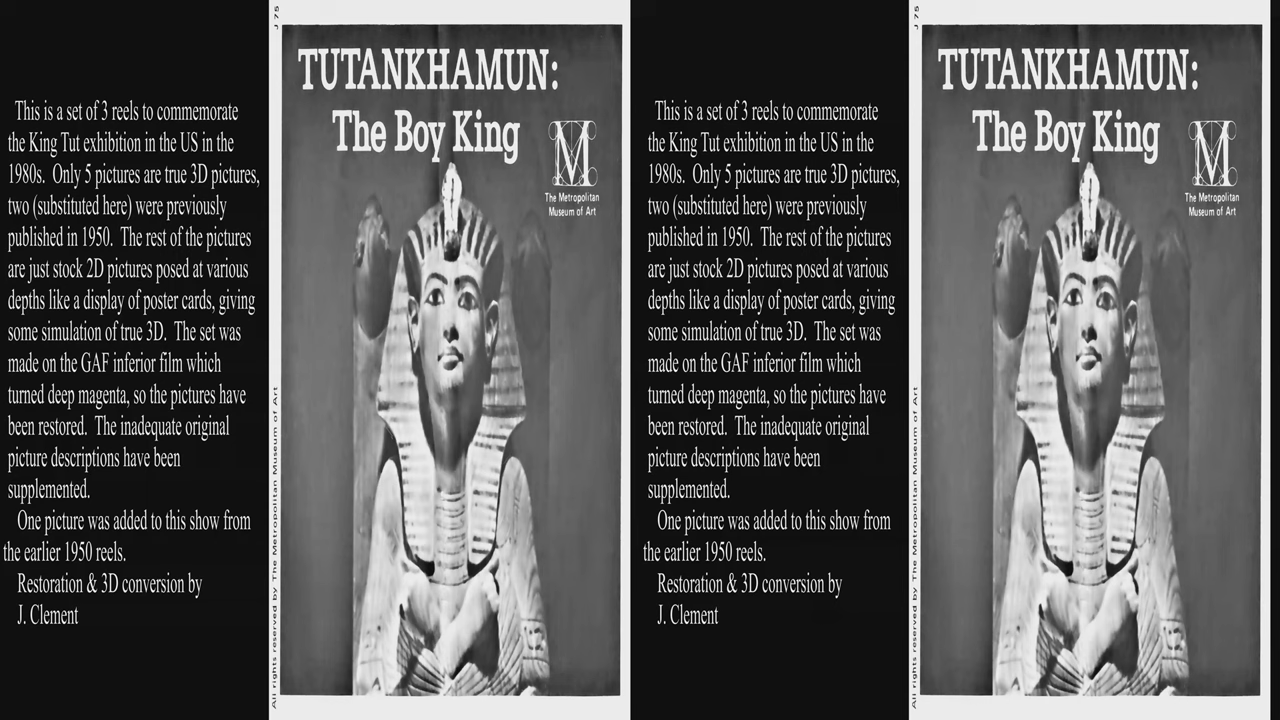 This is a set of 3 reels to commemorate
the King Tut exhibition in the US in the
1980s. Only 5 pictures are true 3D pictures,
two (substituted here) were previously
published in 1950. The rest of the pictures
are just stock 2D pictures posed at various
depths like a display of poster cards, giving
some simulation of true 3D. The set was
made on the GAF inferior film which
turned deep magenta, so the pictures have
been restored. The inadequate original
picture descriptions have been
supplemented.
One picture was added to this show from
the earlier 1950 reels.
Restoration & 3D conversion by
J. Clement
J 75
All rights reserved by The Metropolitan Museum of Art
TUTANKHAMUN:
The Boy King
M
The Metropolitan
Museum of Art
This is a set of 3 reels to commemorate
the King Tut exhibition in the US in the
1980s. Only 5 pictures are true 3D pictures,
two (substituted here) were previously
published in 1950. The rest of the pictures
are just stock 2D pictures posed at various
depths like a display of poster cards, giving
some simulation of true 3D. The set was
made on the GAF inferior film which
turned deep magenta, so the pictures have
been restored. The inadequate original
picture descriptions have been
supplemented.
One picture was added to this show from
the earlier 1950 reels.
Restoration & 3D conversion by
J. Clement
J 75
All rights reserved by The Metropolitan Museum of Art
TUTANKHAMUN:
The Boy King
M
The Metropolitan
Museum of Art